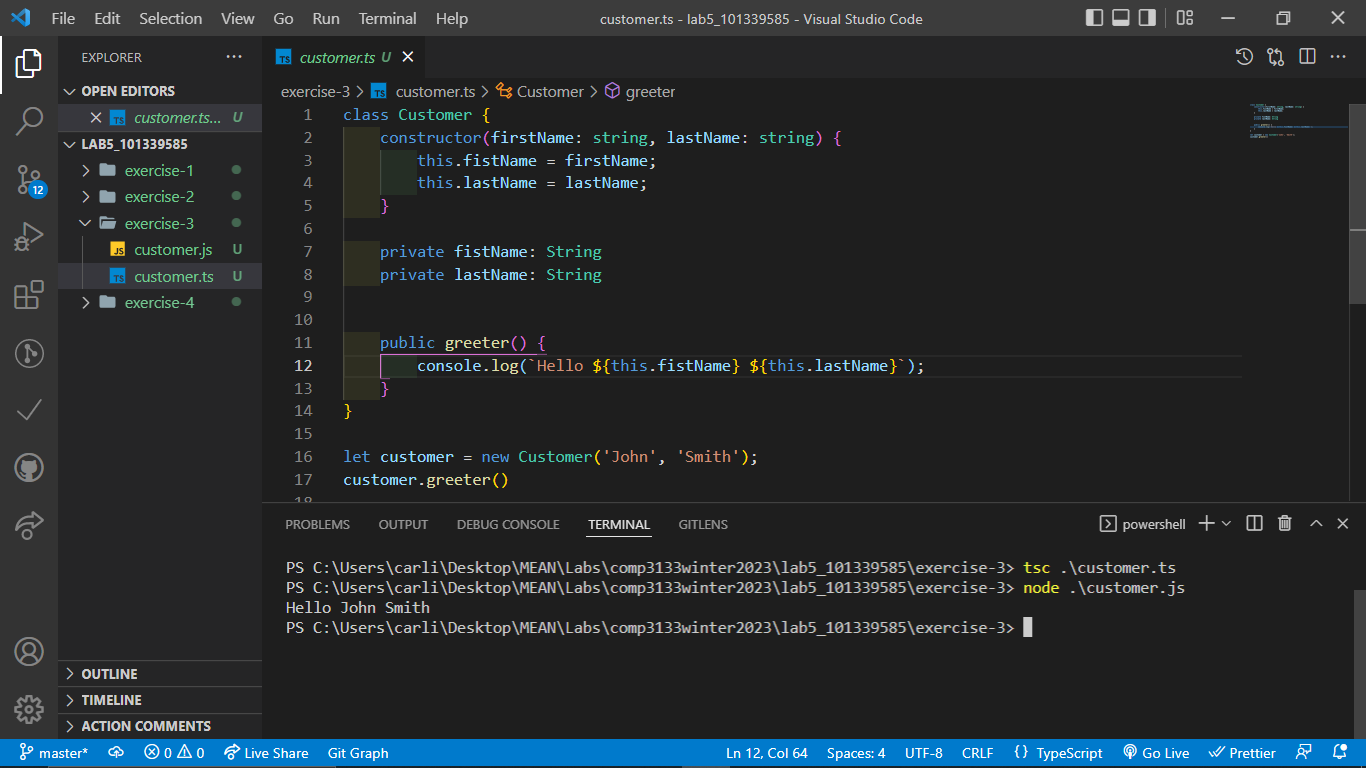 File Edit Selection View Go Run Terminal Help customer.ts - lab5_101339585 - Visual Studio Code
EXPLORER
OPEN EDITORS
TS customer.ts... U
LAB5_101339585
exercise-1
exercise-2
exercise-3
JS customer.js U
TS customer.ts U
exercise-4
12
OUTLINE
TIMELINE
ACTION COMMENTS
TS customer.ts U
exercise-3 > TS customer.ts > Customer > greeter
1 class Customer {
2     constructor(firstName: string, lastName: string) {
3         this.fistName = firstName;
4         this.lastName = lastName;
5     }
6
7     private fistName: String
8     private lastName: String
9
10
11     public greeter() {
12         console.log(`Hello ${this.fistName} ${this.lastName}`);
13     }
14 }
15
16 let customer = new Customer('John', 'Smith');
17 customer.greeter()
18
PROBLEMS OUTPUT DEBUG CONSOLE TERMINAL GITLENS powershell
PS C:\Users\carli\Desktop\MEAN\Labs\comp3133winter2023\lab5_101339585\exercise-3> tsc .\customer.ts
PS C:\Users\carli\Desktop\MEAN\Labs\comp3133winter2023\lab5_101339585\exercise-3> node .\customer.js
Hello John Smith
PS C:\Users\carli\Desktop\MEAN\Labs\comp3133winter2023\lab5_101339585\exercise-3>
master* 0 0 Live Share Git Graph Ln 12, Col 64 Spaces: 4 UTF-8 CRLF {} TypeScript Go Live Prettier